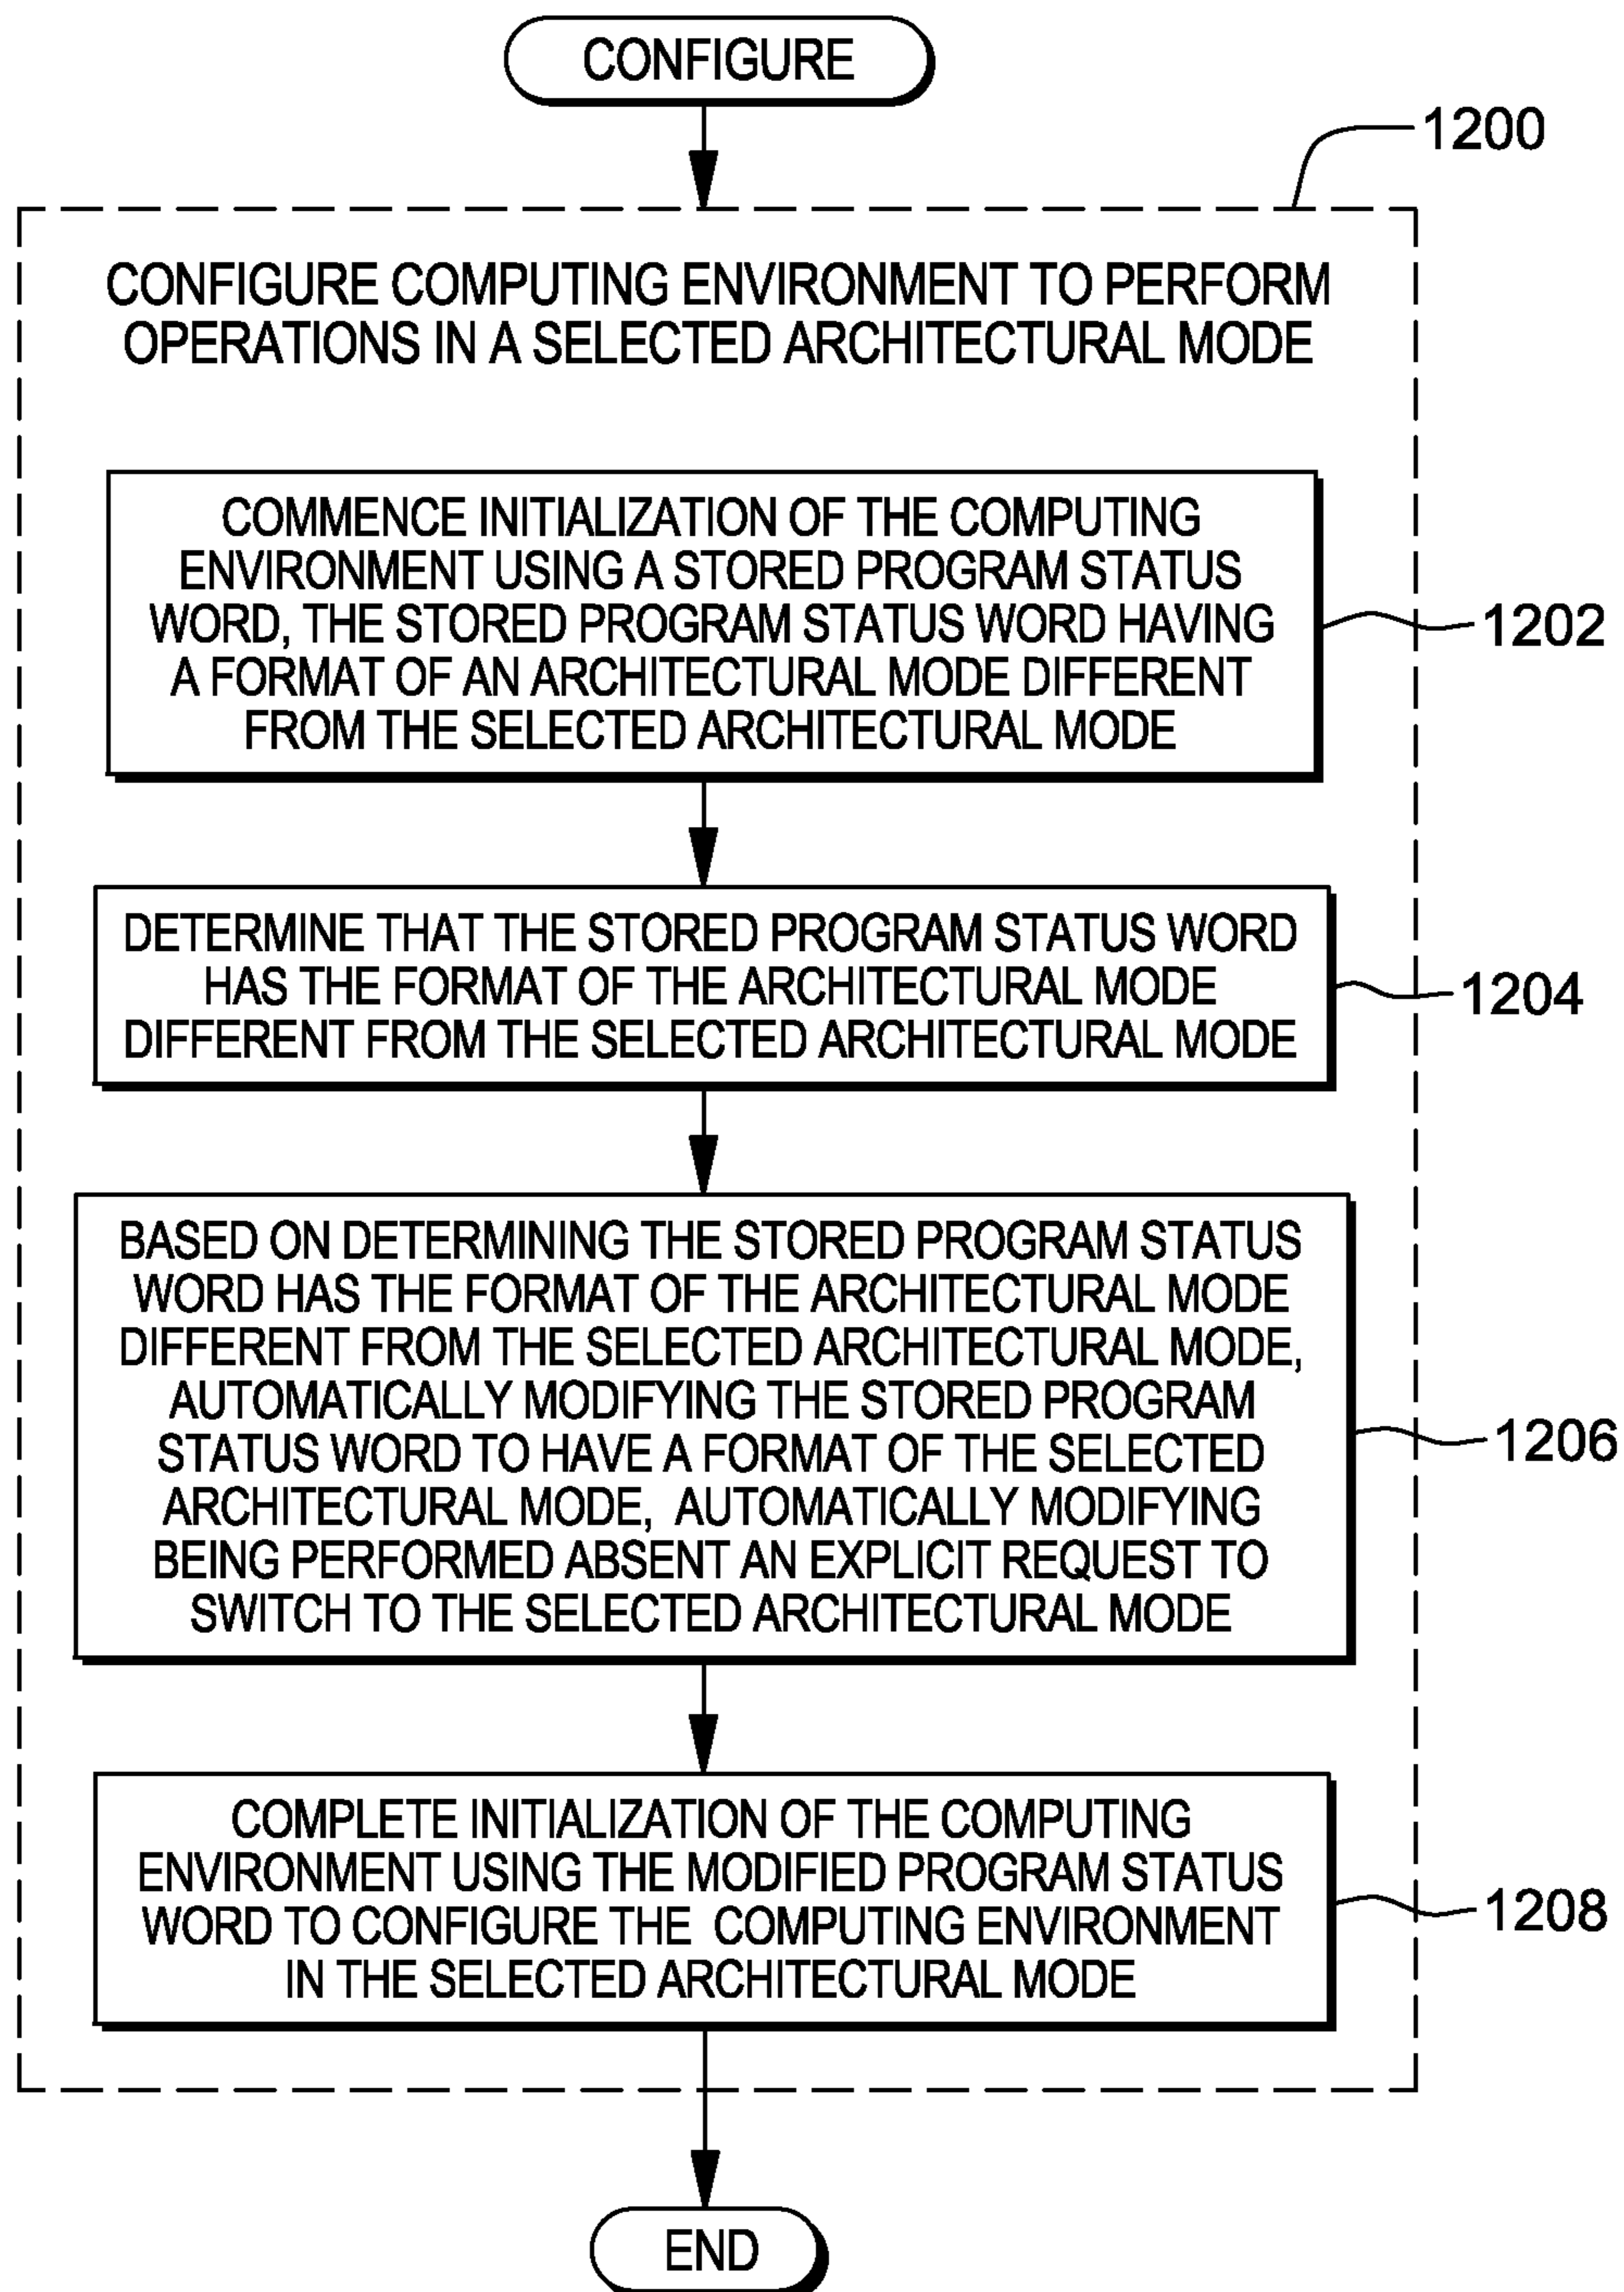 CONFIGURE
1200
CONFIGURE COMPUTING ENVIRONMENT TO PERFORM
OPERATIONS IN A SELECTED ARCHITECTURAL MODE
COMMENCE INITIALIZATION OF THE COMPUTING
ENVIRONMENT USING A STORED PROGRAM STATUS
WORD, THE STORED PROGRAM STATUS WORD HAVING
A FORMAT OF AN ARCHITECTURAL MODE DIFFERENT
FROM THE SELECTED ARCHITECTURAL MODE
1202
DETERMINE THAT THE STORED PROGRAM STATUS WORD
HAS THE FORMAT OF THE ARCHITECTURAL MODE
DIFFERENT FROM THE SELECTED ARCHITECTURAL MODE
1204
BASED ON DETERMINING THE STORED PROGRAM STATUS
WORD HAS THE FORMAT OF THE ARCHITECTURAL MODE
DIFFERENT FROM THE SELECTED ARCHITECTURAL MODE,
AUTOMATICALLY MODIFYING THE STORED PROGRAM
STATUS WORD TO HAVE A FORMAT OF THE SELECTED
ARCHITECTURAL MODE, AUTOMATICALLY MODIFYING
BEING PERFORMED ABSENT AN EXPLICIT REQUEST TO
SWITCH TO THE SELECTED ARCHITECTURAL MODE
1206
COMPLETE INITIALIZATION OF THE COMPUTING
ENVIRONMENT USING THE MODIFIED PROGRAM STATUS
WORD TO CONFIGURE THE COMPUTING ENVIRONMENT
IN THE SELECTED ARCHITECTURAL MODE
1208
END